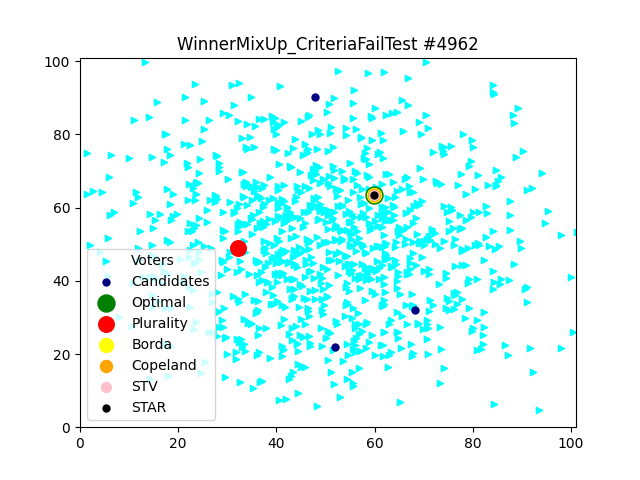 WinnerMixUp_CriteriaFailTest #4962
100
80
60
40
20
0
Voters
Candidates
Optimal
Plurality
Borda
Copeland
STV
STAR
0 20 40 60 80 100